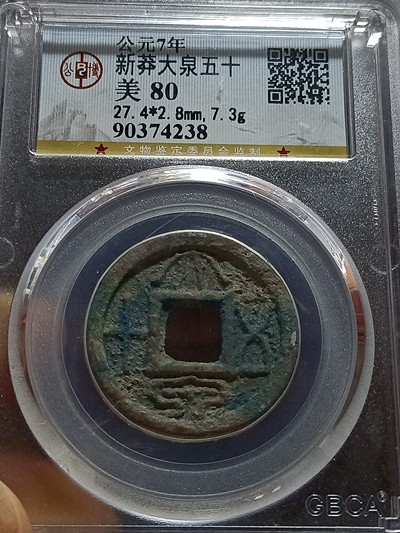 公元7年
新莽大泉五十
美 80
27.4*2.8mm, 7.3g
90374238
文物鉴定委员会监制
大泉五十
GBCA